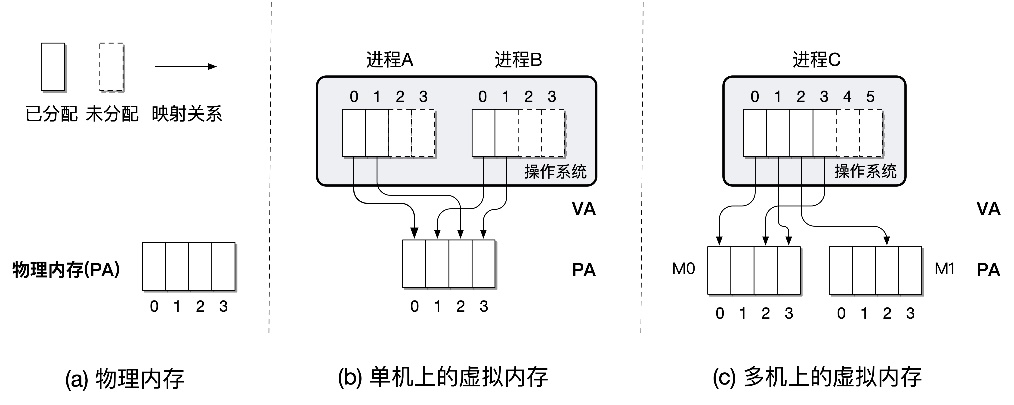 已分配 未分配 映射关系
物理内存(PA)
0 1 2 3
(a) 物理内存
进程A 进程B
0 1 2 3 0 1 2 3
操作系统
VA
PA
0 1 2 3
(b) 单机上的虚拟内存
进程C
0 1 2 3 4 5
操作系统
VA
M0 M1 PA
0 1 2 3 0 1 2 3
(c) 多机上的虚拟内存